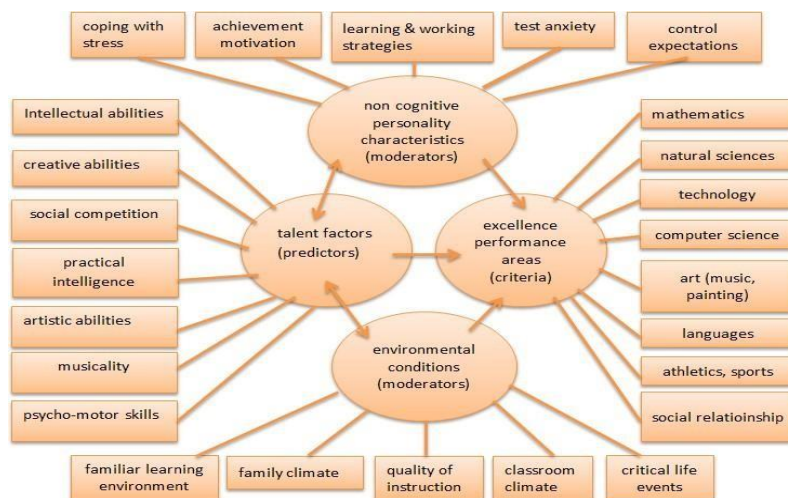 coping with
stress
achievement
motivation
learning & working
strategies
test anxiety
control
expectations
non cognitive
personality
characteristics
(moderators)
Intellectual abilities
creative abilities
social competition
practical
intelligence
artistic abilities
musicality
psycho-motor skills
talent factors
(predictors)
excellence
performance
areas
(criteria)
mathematics
natural sciences
technology
computer science
art (music,
painting)
languages
athletics, sports
social relatioinship
environmental
conditions
(moderators)
familiar learning
environment
family climate
quality of
instruction
classroom
climate
critical life
events